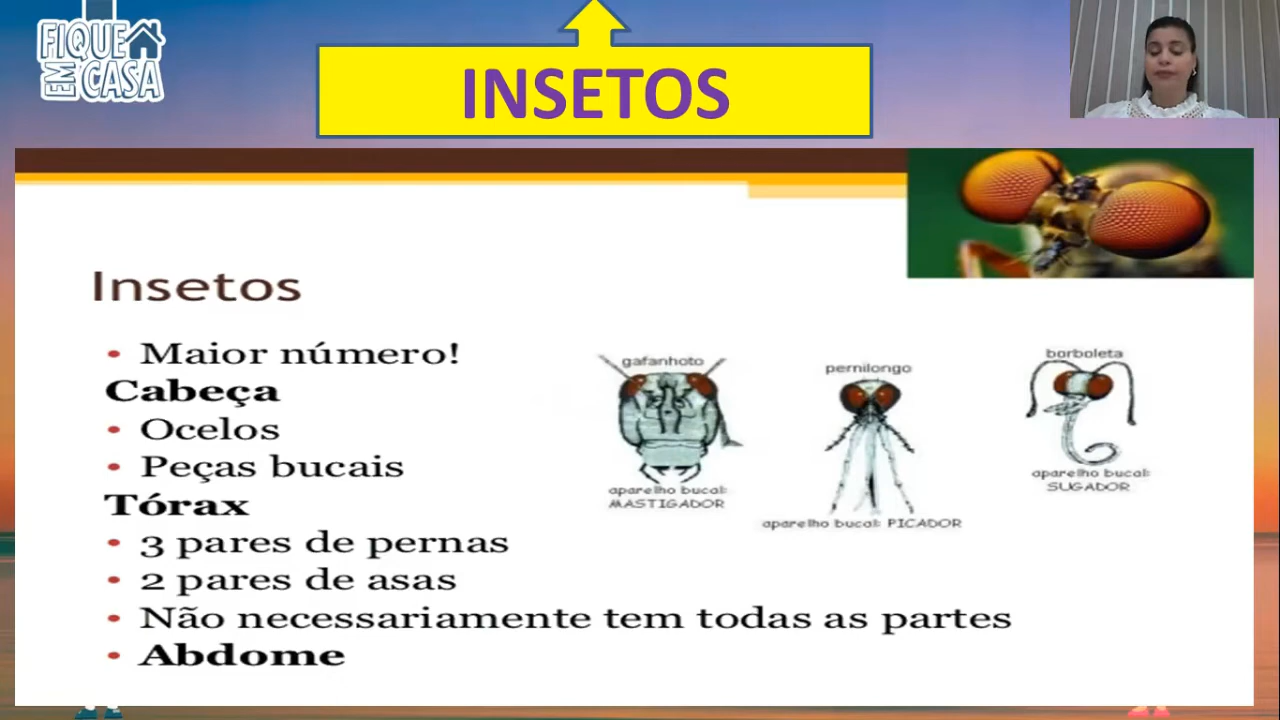 FIQUE
EM CASA
INSETOS
Insetos
• Maior número!
Cabeça
• Ocelos
• Peças bucais
Tórax
• 3 pares de pernas
• 2 pares de asas
• Não necessariamente tem todas as partes
• Abdome
gafanhoto
aparelho bucal:
MASTIGADOR
pernilongo
aparelho bucal: PICADOR
borboleta
aparelho bucal:
SUGADOR